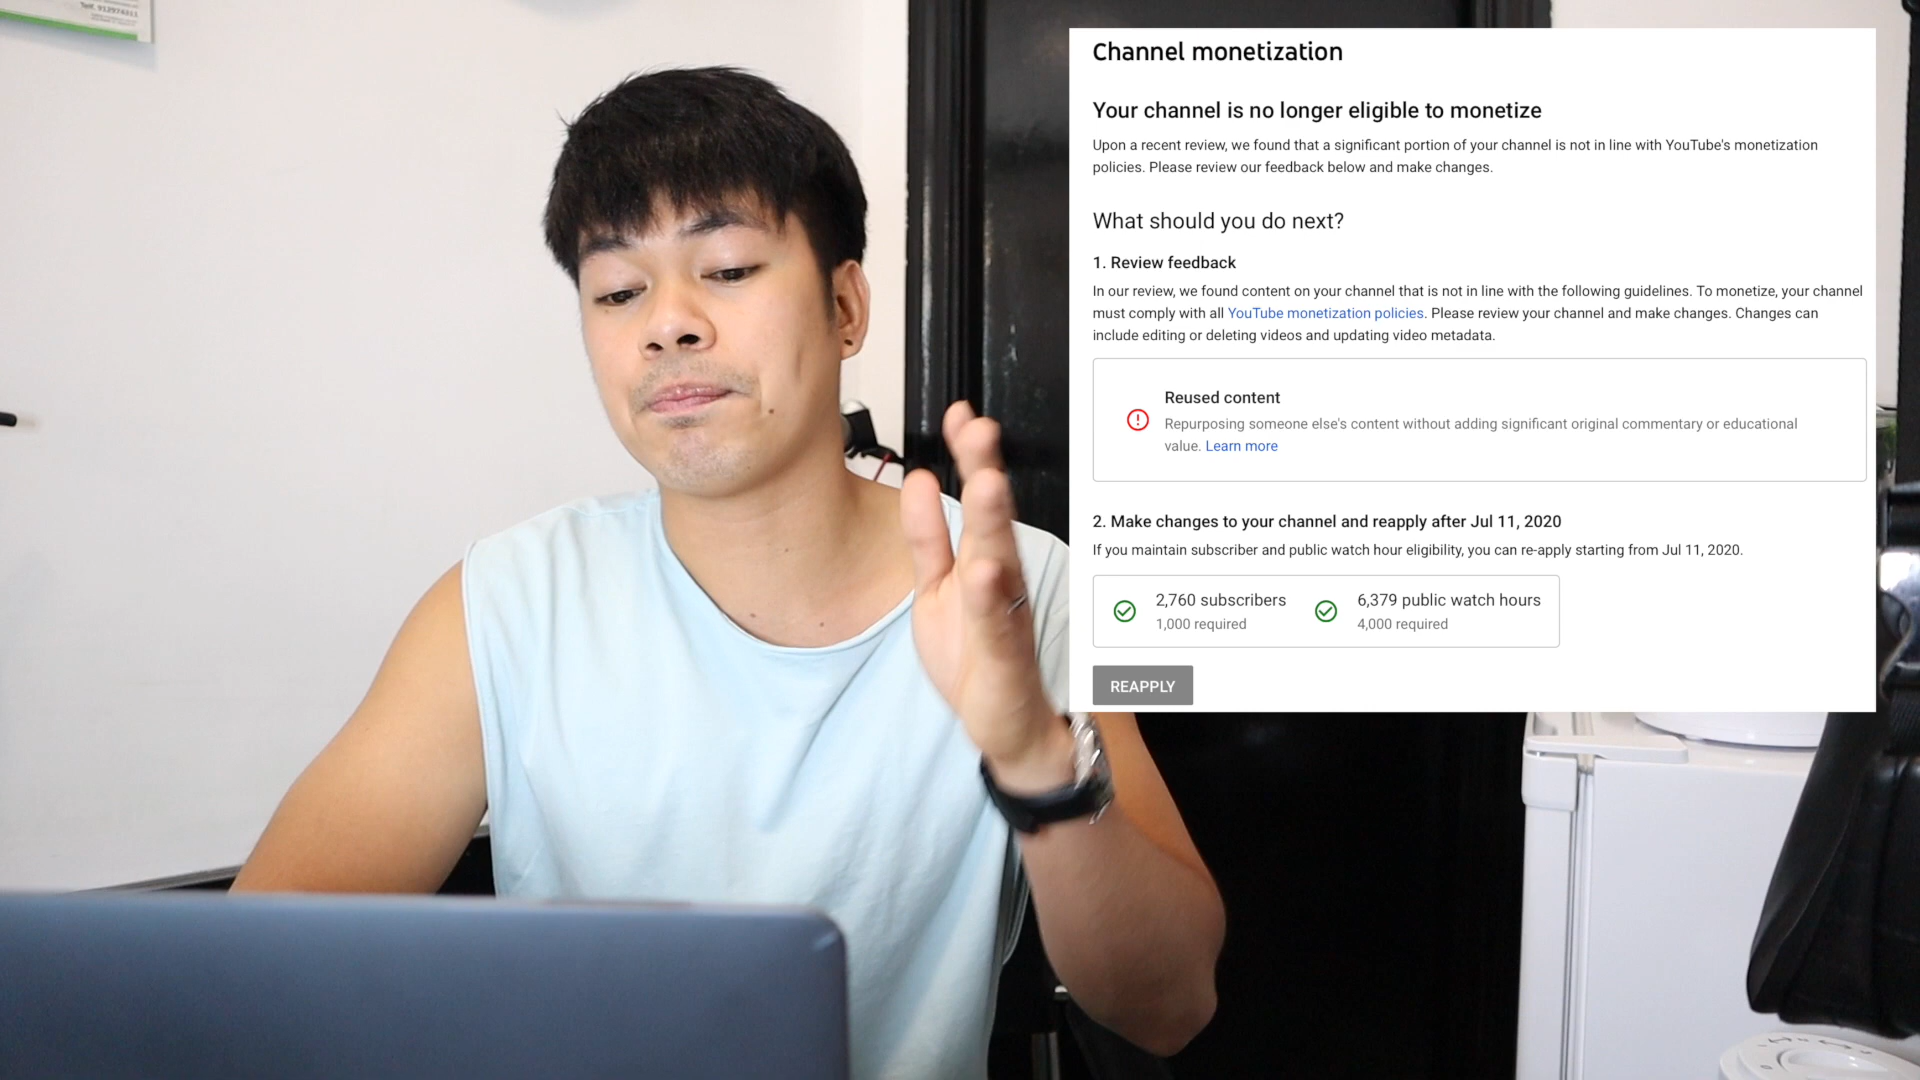 Telf. 912974311
Channel monetization
Your channel is no longer eligible to monetize
Upon a recent review, we found that a significant portion of your channel is not in line with YouTube's monetization
policies. Please review our feedback below and make changes.
What should you do next?
1. Review feedback
In our review, we found content on your channel that is not in line with the following guidelines. To monetize, your channel
must comply with all YouTube monetization policies. Please review your channel and make changes. Changes can
include editing or deleting videos and updating video metadata.
Reused content
Repurposing someone else's content without adding significant original commentary or educational
value. Learn more
2. Make changes to your channel and reapply after Jul 11, 2020
If you maintain subscriber and public watch hour eligibility, you can re-apply starting from Jul 11, 2020.
2,760 subscribers
1,000 required
6,379 public watch hours
4,000 required
REAPPLY